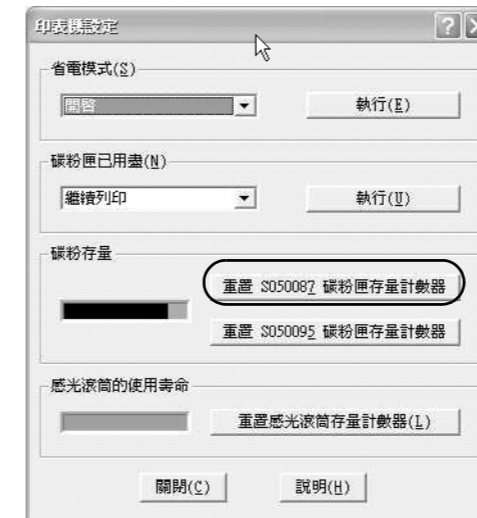 印表機設定
省電模式(S)
開啓
執行(E)
碳粉匣已用盡(N)
繼續列印
執行(U)
碳粉存量
重置 S050087 碳粉匣存量計數器
重置 S050095 碳粉匣存量計數器
感光滾筒的使用壽命
重置感光滾筒存量計數器(L)
關閉(C)
說明(H)